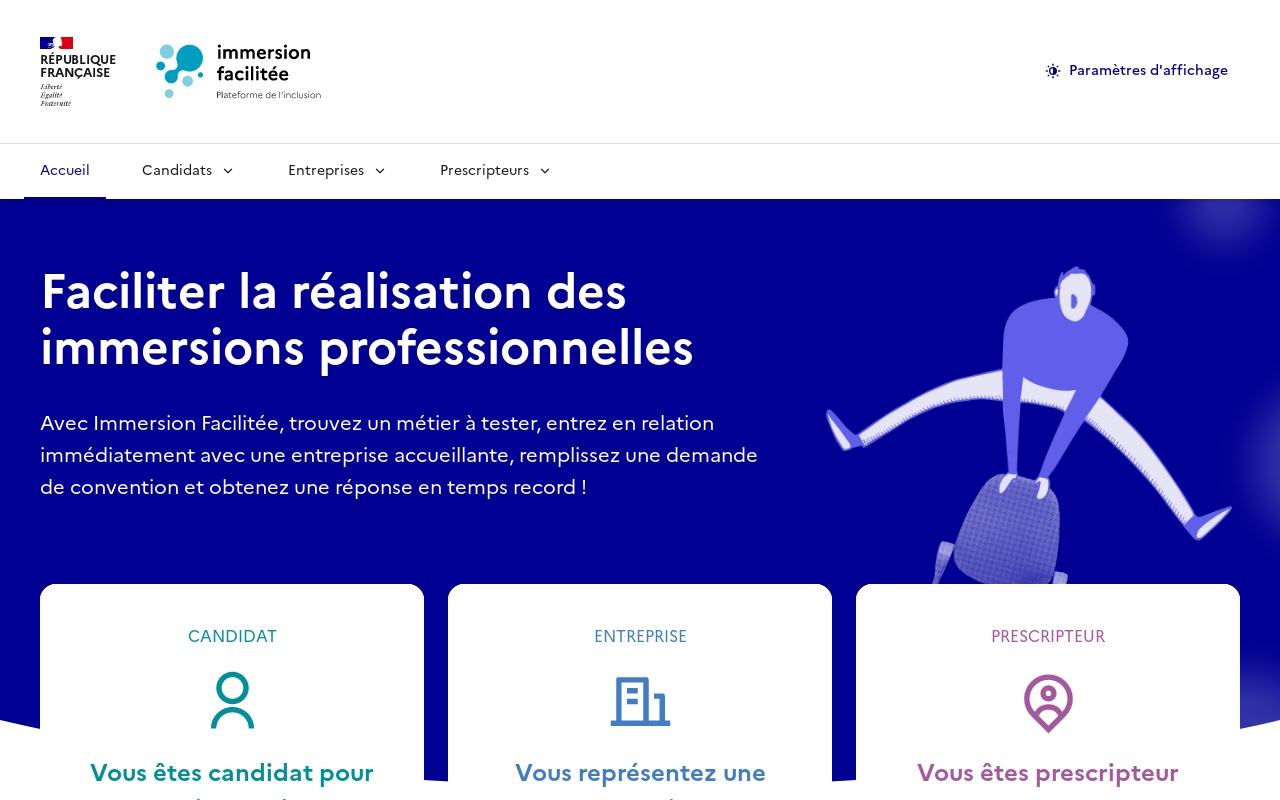 RÉPUBLIQUE
FRANÇAISE
Liberté
Égalité
Fraternité
immersion
facilitée
Plateforme de l'inclusion
Paramètres d'affichage
Accueil
Candidats
Entreprises
Prescripteurs
Faciliter la réalisation des
immersions professionnelles
Avec Immersion Facilitée, trouvez un métier à tester, entrez en relation
immédiatement avec une entreprise accueillante, remplissez une demande
de convention et obtenez une réponse en temps record !
CANDIDAT
Vous êtes candidat pour
ENTREPRISE
Vous représentez une
PRESCRIPTEUR
Vous êtes prescripteur